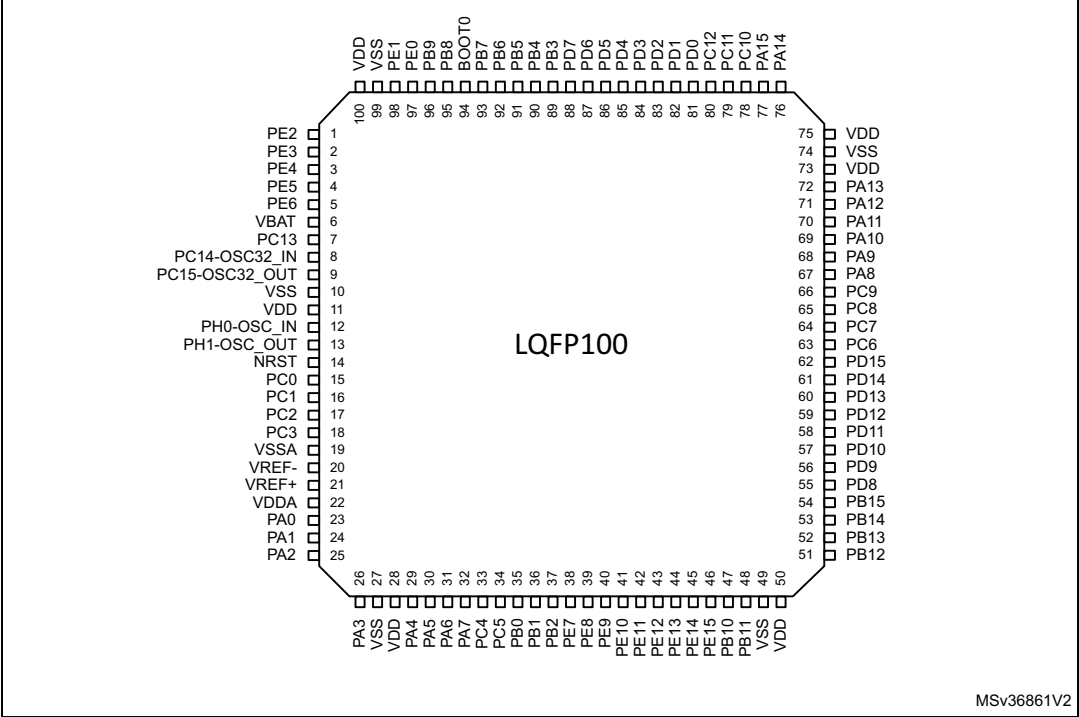 VDD
VSS
PE1
PE0
PB9
PB8
BOOT0
PB7
PB6
PB5
PB4
PB3
PD7
PD6
PD5
PD4
PD3
PD2
PD1
PD0
PC12
PC11
PC10
PA15
PA14
100
99
98
97
96
95
94
93
92
91
90
89
88
87
86
85
84
83
82
81
80
79
78
77
76
PE2 1
PE3 2
PE4 3
PE5 4
PE6 5
VBAT 6
PC13 7
PC14-OSC32_IN 8
PC15-OSC32_OUT 9
VSS 10
VDD 11
PH0-OSC_IN 12
PH1-OSC_OUT 13
NRST 14
PC0 15
PC1 16
PC2 17
PC3 18
VSSA 19
VREF- 20
VREF+ 21
VDDA 22
PA0 23
PA1 24
PA2 25
LQFP100
75 VDD
74 VSS
73 VDD
72 PA13
71 PA12
70 PA11
69 PA10
68 PA9
67 PA8
66 PC9
65 PC8
64 PC7
63 PC6
62 PD15
61 PD14
60 PD13
59 PD12
58 PD11
57 PD10
56 PD9
55 PD8
54 PB15
53 PB14
52 PB13
51 PB12
26
27
28
29
30
31
32
33
34
35
36
37
38
39
40
41
42
43
44
45
46
47
48
49
50
PA3
VSS
VDD
PA4
PA5
PA6
PA7
PC4
PC5
PB0
PB1
PB2
PE7
PE8
PE9
PE10
PE11
PE12
PE13
PE14
PE15
PB10
PB11
VSS
VDD
MSv36861V2